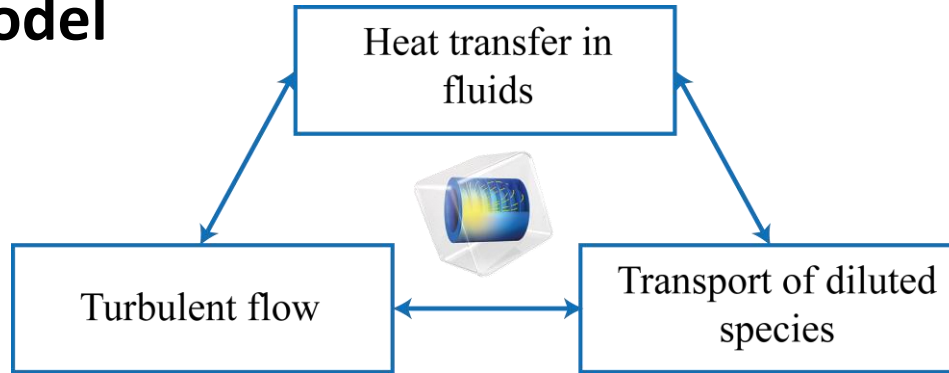 odel
Heat transfer in
fluids
Turbulent flow
Transport of diluted
species